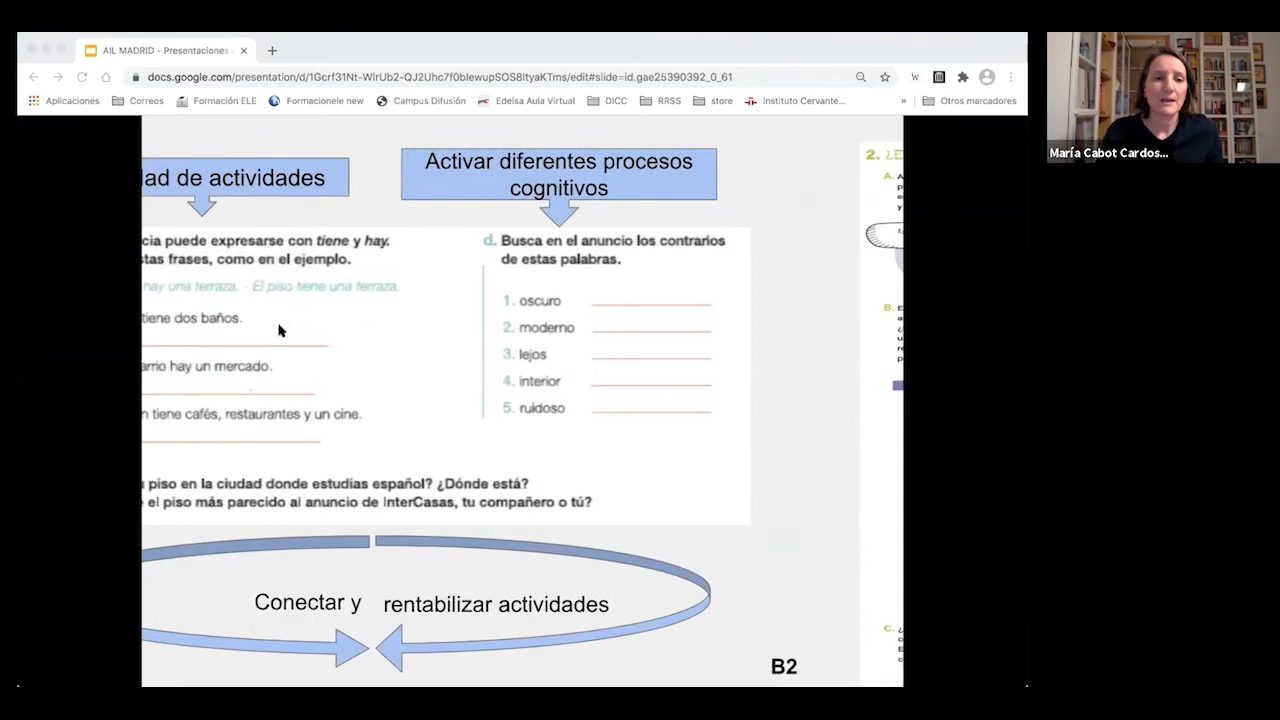 AIL MADRID - Presentaciones
docs.google.com/presentation/d/1Gcrf31Nt-WIrUb2-QJ2Uhc7f0blewupSOS8ItyaKTms/edit#slide=id.gae25390392_0_61
Aplicaciones Correos Formación ELE Formacionele new Campus Difusión Edelsa Aula Virtual DICC RRSS store Instituto Cervante... » Otros marcadores
María Cabot Cardos...
dad de actividades
Activar diferentes procesos
cognitivos
cia puede expresarse con tiene y hay.
stas frases, como en el ejemplo.
hay una terraza. - El piso tiene una terraza.
tiene dos baños.
arrio hay un mercado.
n tiene cafés, restaurantes y un cine.
d. Busca en el anuncio los contrarios
de estas palabras.
1. oscuro
2. moderno
3. lejos
4. interior
5. ruidoso
u piso en la ciudad donde estudias español? ¿Dónde está?
e el piso más parecido al anuncio de InterCasas, tu compañero o tú?
Conectar y rentabilizar actividades
B2
2. ¿E
A.
B.
C.